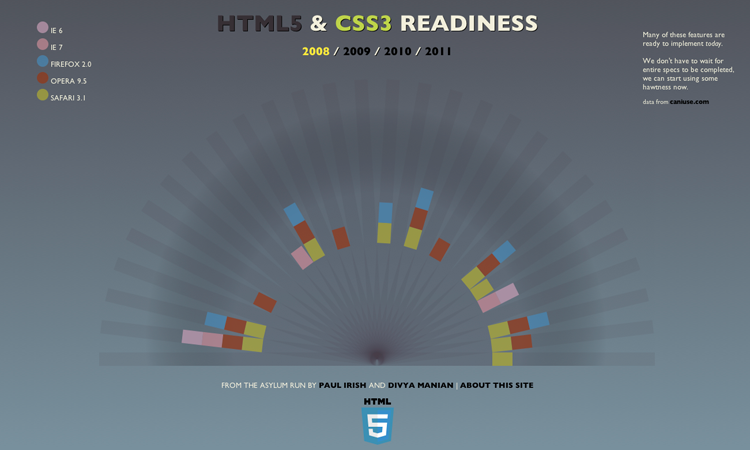 HTML5 & CSS3 READINESS
2008 / 2009 / 2010 / 2011
IE 6
IE 7
FIREFOX 2.0
OPERA 9.5
SAFARI 3.1
Many of these features are
ready to implement today.
We don't have to wait for
entire specs to be completed,
we can start using some
hawtness now.
data from caniuse.com
FROM THE ASYLUM RUN BY PAUL IRISH AND DIVYA MANIAN | ABOUT THIS SITE
HTML
5